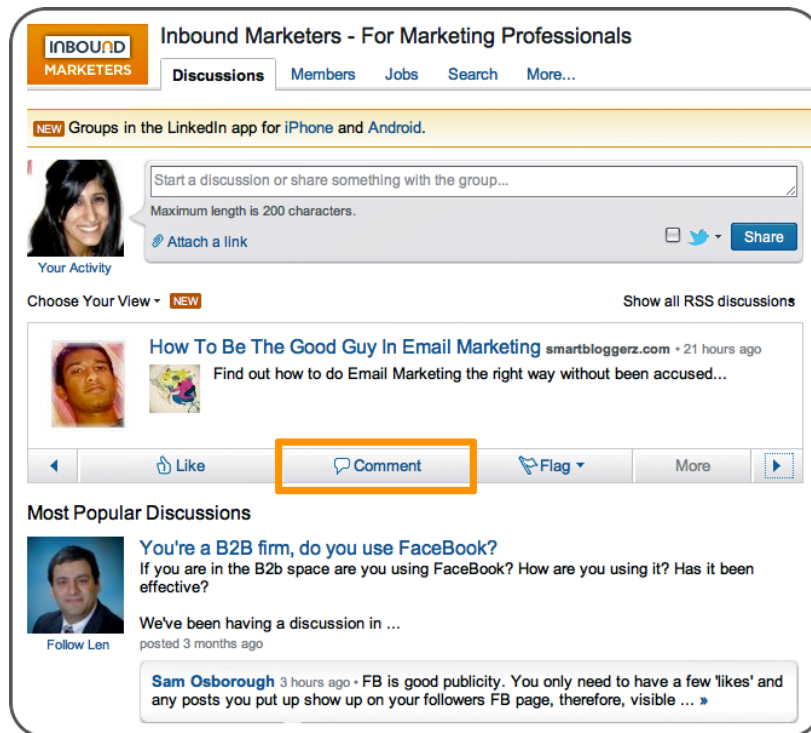 INBOUND
MARKETERS
Inbound Marketers - For Marketing Professionals
Discussions Members Jobs Search More...
NEW Groups in the LinkedIn app for iPhone and Android.
Start a discussion or share something with the group...
Maximum length is 200 characters.
Attach a link
Share
Your Activity
Choose Your View NEW
Show all RSS discussions
How To Be The Good Guy In Email Marketing smartbloggerz.com • 21 hours ago
Find out how to do Email Marketing the right way without been accused...
Like Comment Flag More
Most Popular Discussions
You're a B2B firm, do you use FaceBook?
If you are in the B2b space are you using FaceBook? How are you using it? Has it been
effective?
We've been having a discussion in ...
posted 3 months ago
Follow Len
Sam Osborough 3 hours ago • FB is good publicity. You only need to have a few 'likes' and
any posts you put up show up on your followers FB page, therefore, visible ... »